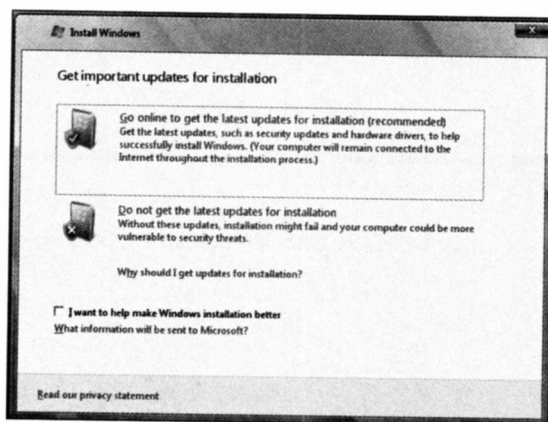 Install Windows
Get important updates for installation
Go online to get the latest updates for installation (recommended)
Get the latest updates, such as security updates and hardware drivers, to help
successfully install Windows. (Your computer will remain connected to the
Internet throughout the installation process.)
Do not get the latest updates for installation
Without these updates, installation might fail and your computer could be more
vulnerable to security threats.
Why should I get updates for installation?
I want to help make Windows installation better
What information will be sent to Microsoft?
Read our privacy statement